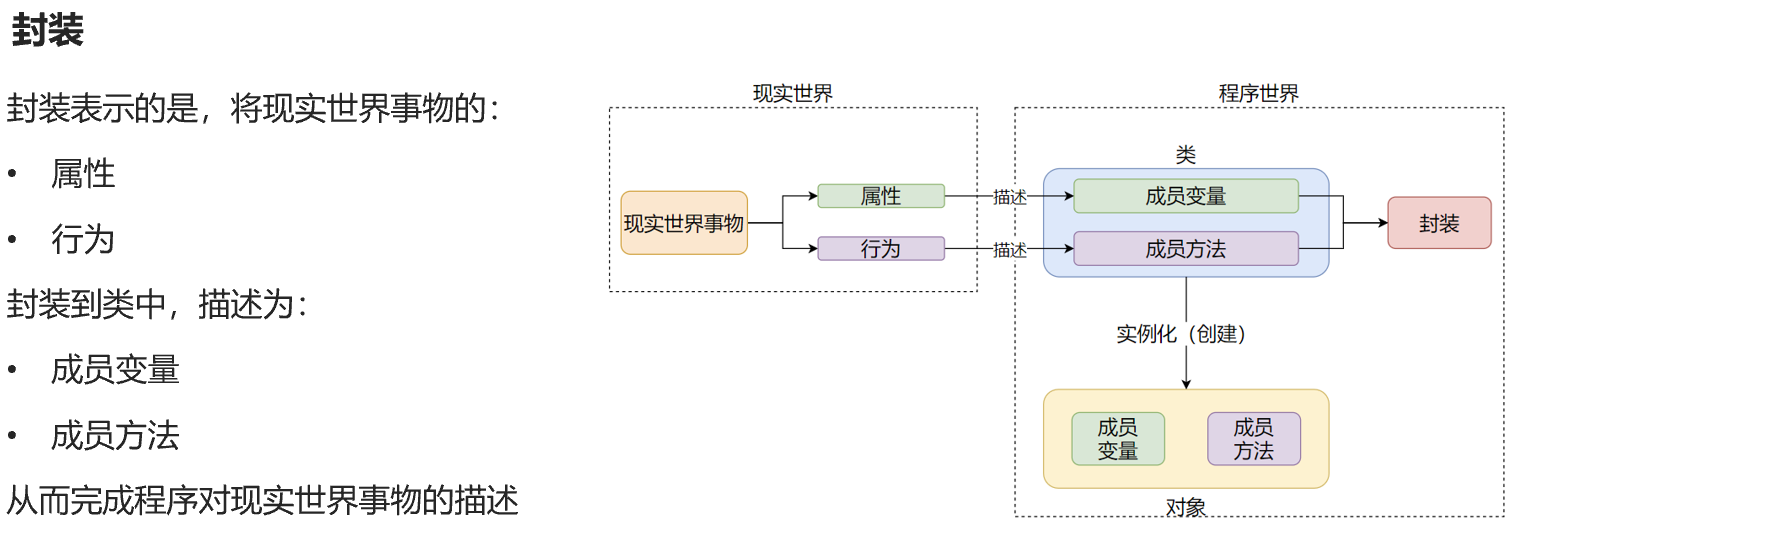 封装
封装表示的是，将现实世界事物的：
• 属性
• 行为
封装到类中，描述为：
• 成员变量
• 成员方法
从而完成程序对现实世界事物的描述
现实世界
现实世界事物
属性
行为
描述
描述
程序世界
类
成员变量
成员方法
封装
实例化（创建）
成员
变量
成员
方法
对象